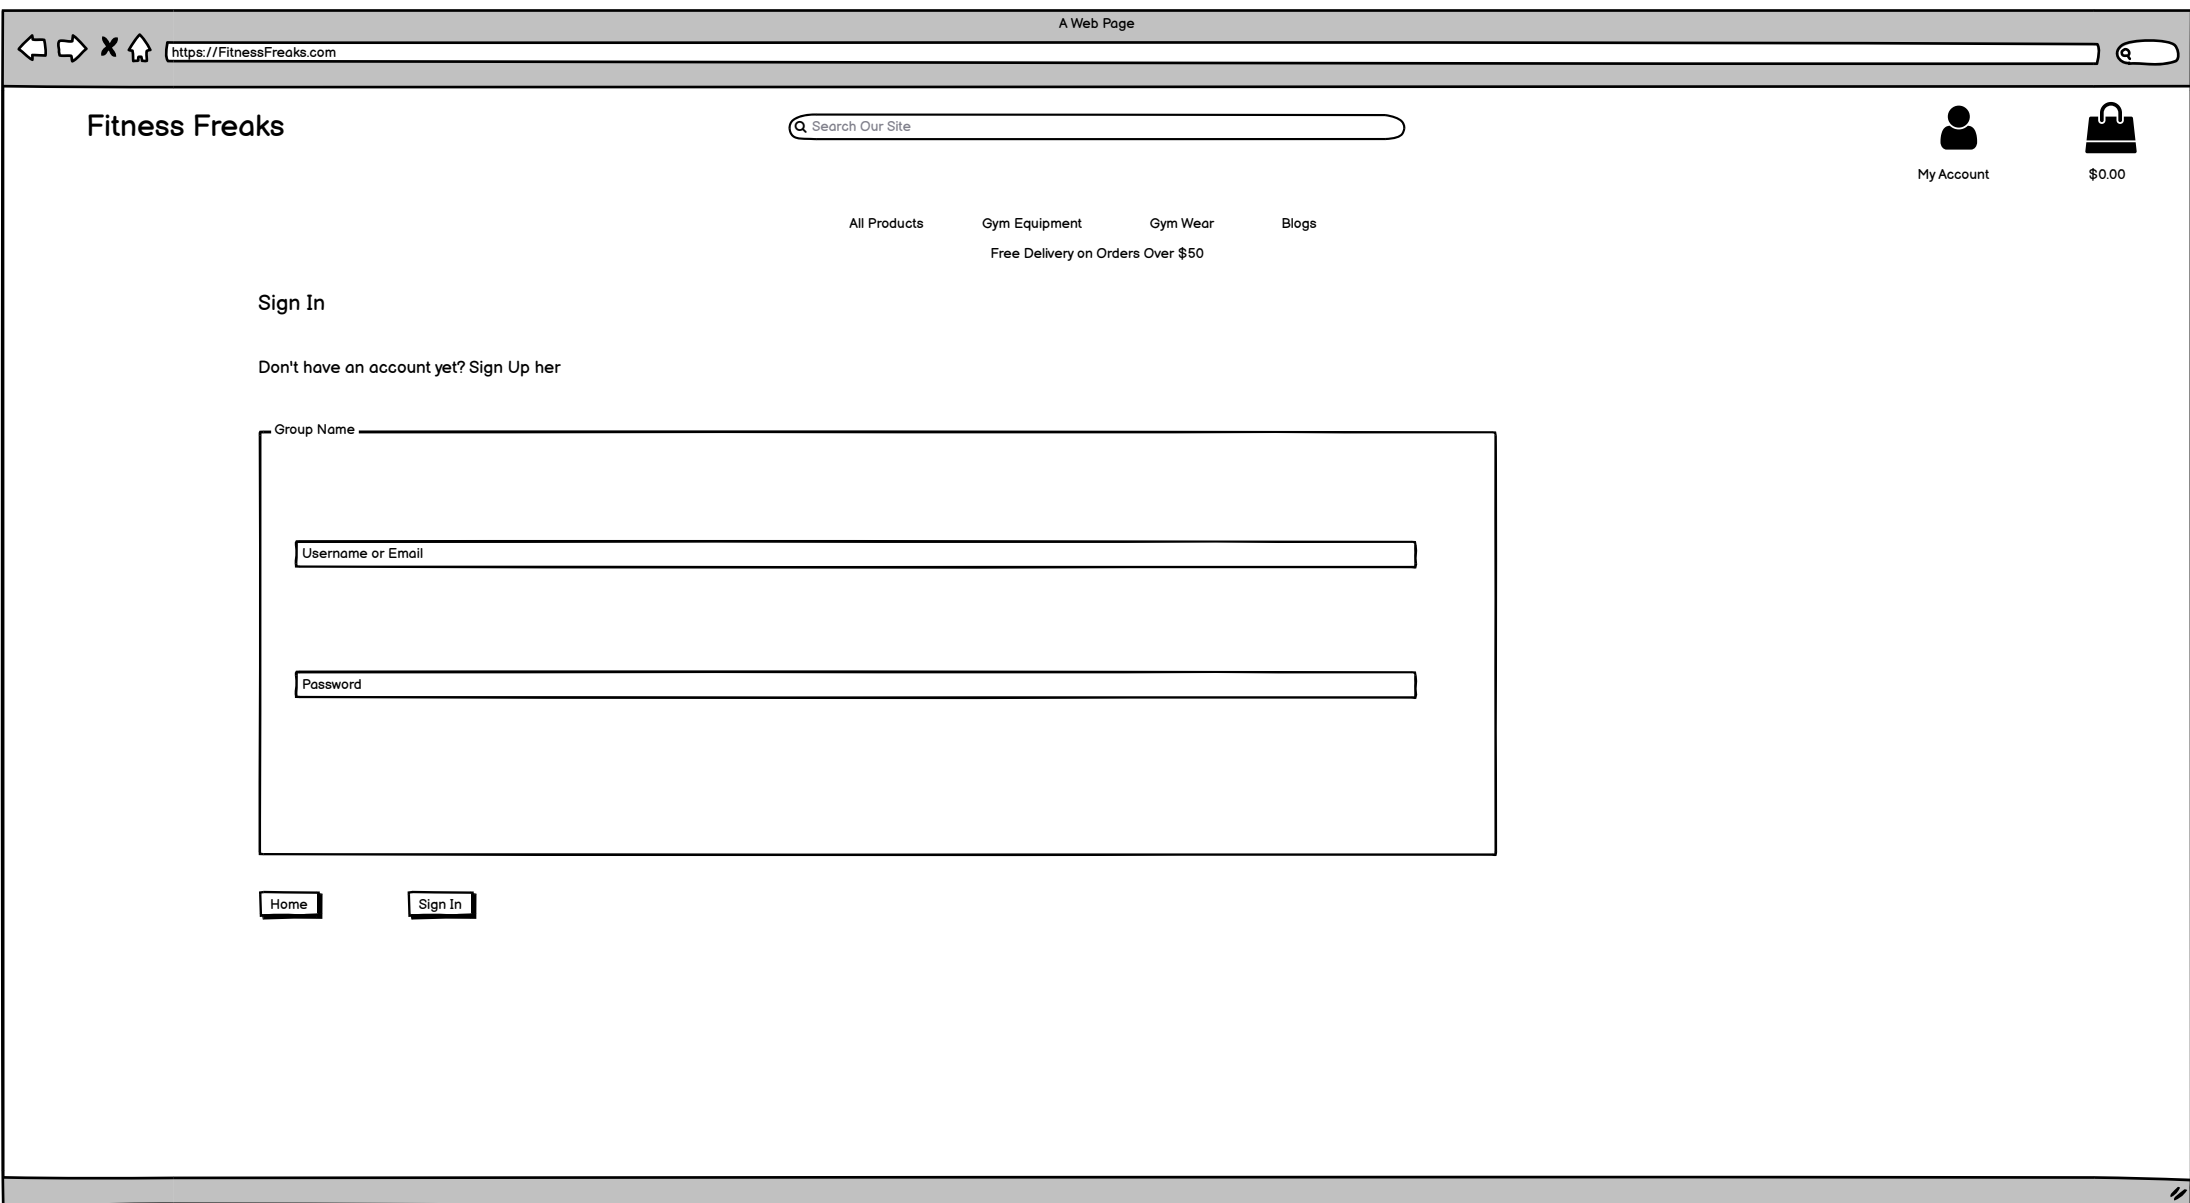 A Web Page
https://FitnessFreaks.com
Fitness Freaks
Search Our Site
My Account
$0.00
All Products Gym Equipment Gym Wear Blogs
Free Delivery on Orders Over $50
Sign In
Don't have an account yet? Sign Up her
Group Name
Username or Email
Password
Home Sign In